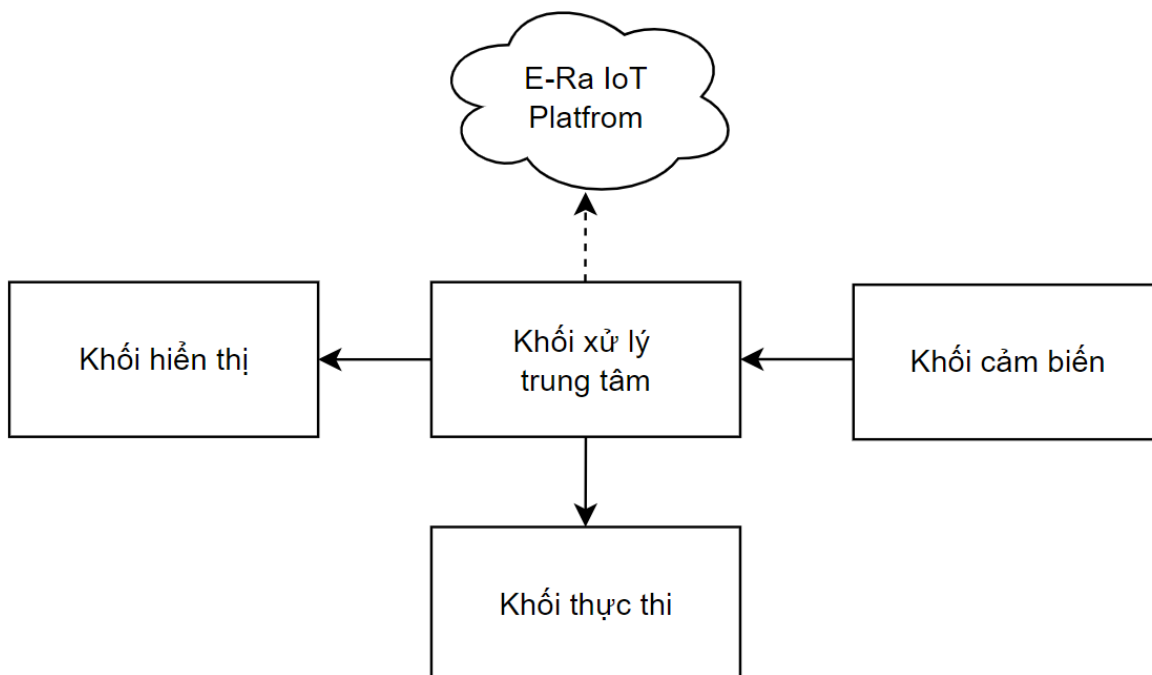 E-Ra IoT
Platfrom
Khối hiển thị
Khối xử lý
trung tâm
Khối cảm biến
Khối thực thi